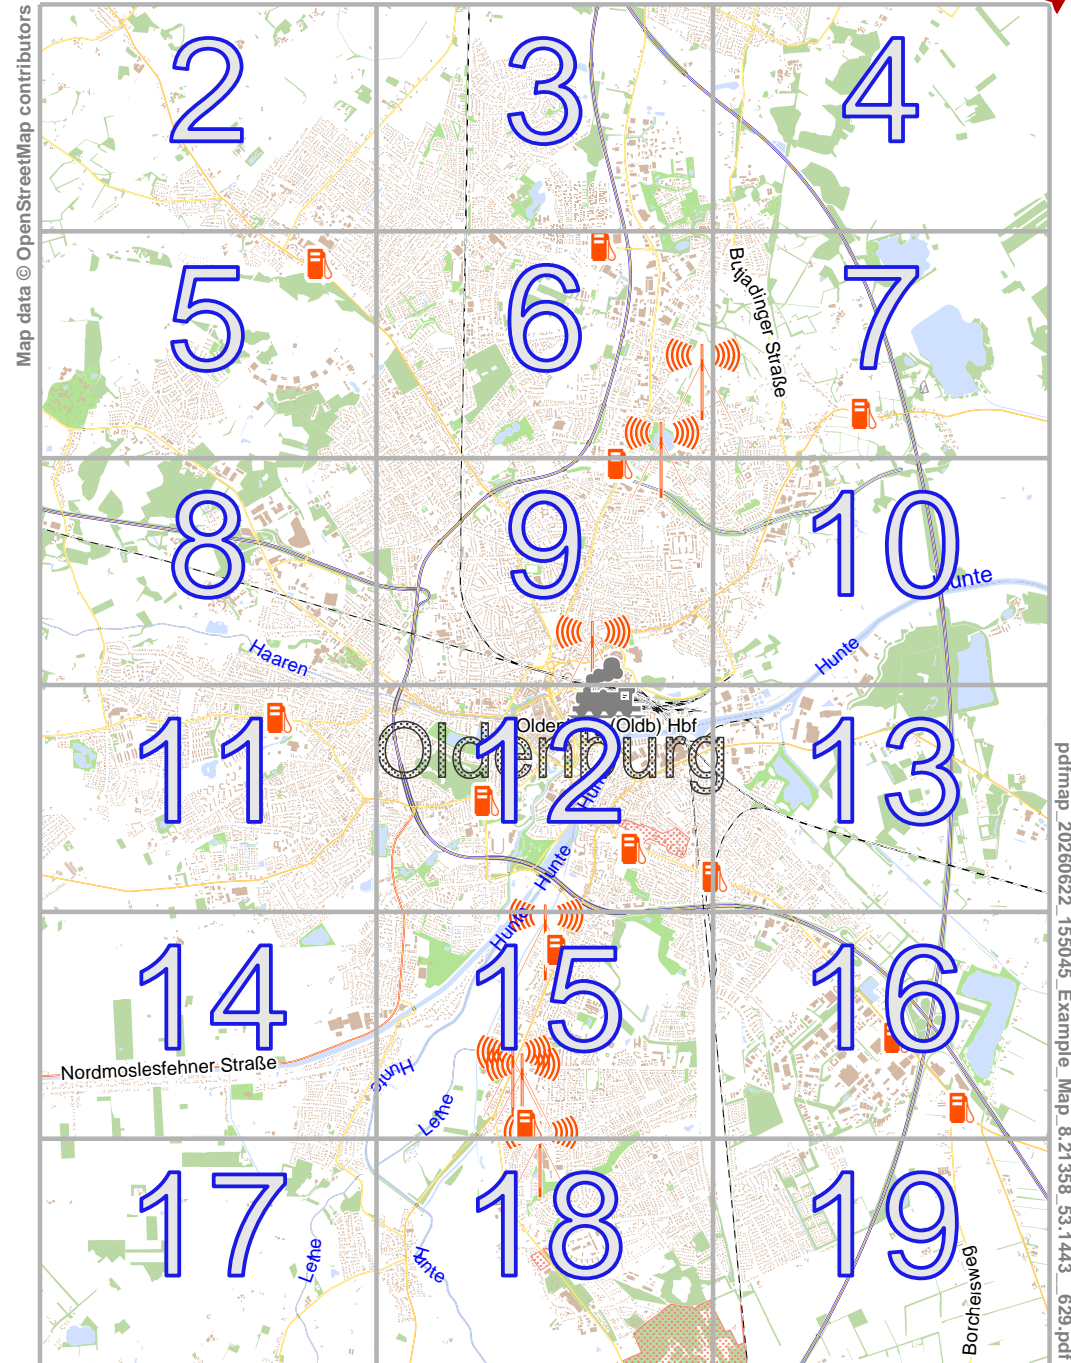 Map data © OpenStreetMap contributors
2
3
4
5
6
7
Butjadinger Straße
8
9
10
Hunte
Hunte
Haaren
11
12
13
Oldenburg (Oldb) Hbf
Oldenburg
Hunte
Hunte
Hunte
14
15
16
Nordmoslesfehner Straße
Hunte
Lethe
17
18
19
Lethe
Hunte
Borchersweg
pdfmap_20260622_155045_Example_Map_8.21358_53.1443__629.pdf